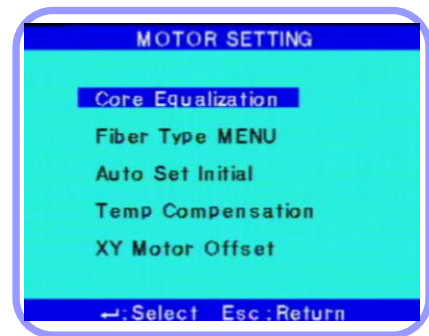 MOTOR SETTING
Core Equalization
Fiber Type MENU
Auto Set Initial
Temp Compensation
XY Motor Offset
↵:Select Esc:Return